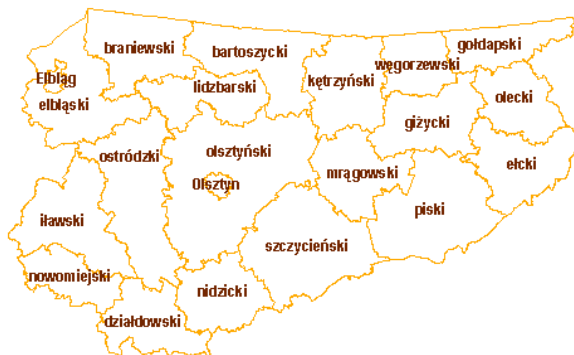 braniewski
bartoszycki
gołdapski
węgorzewski
Elbląg
elbląski
lidzbarski
kętrzyński
olecki
giżycki
ostródzki
olsztyński
mrągowski
ełcki
Olsztyn
piski
iławski
szczycieński
nowomiejski
nidzicki
działdowski